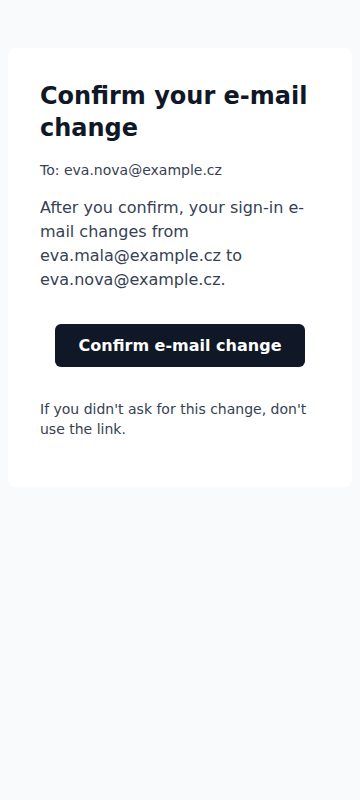 Confirm your e-mail
change
To: eva.nova@example.cz
After you confirm, your sign-in e-
mail changes from
eva.mala@example.cz to
eva.nova@example.cz.
Confirm e-mail change
If you didn't ask for this change, don't
use the link.